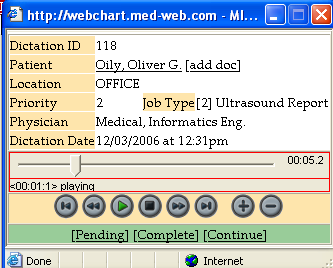 http://webchart.med-web.com - MI...
Dictation ID 118
Patient Oily, Oliver G. [add doc]
Location OFFICE
Priority 2 Job Type [2] Ultrasound Report
Physician Medical, Informatics Eng.
Dictation Date 12/03/2006 at 12:31pm
00:05.2
<00:01:1> playing
[Pending] [Complete] [Continue]
Done Internet